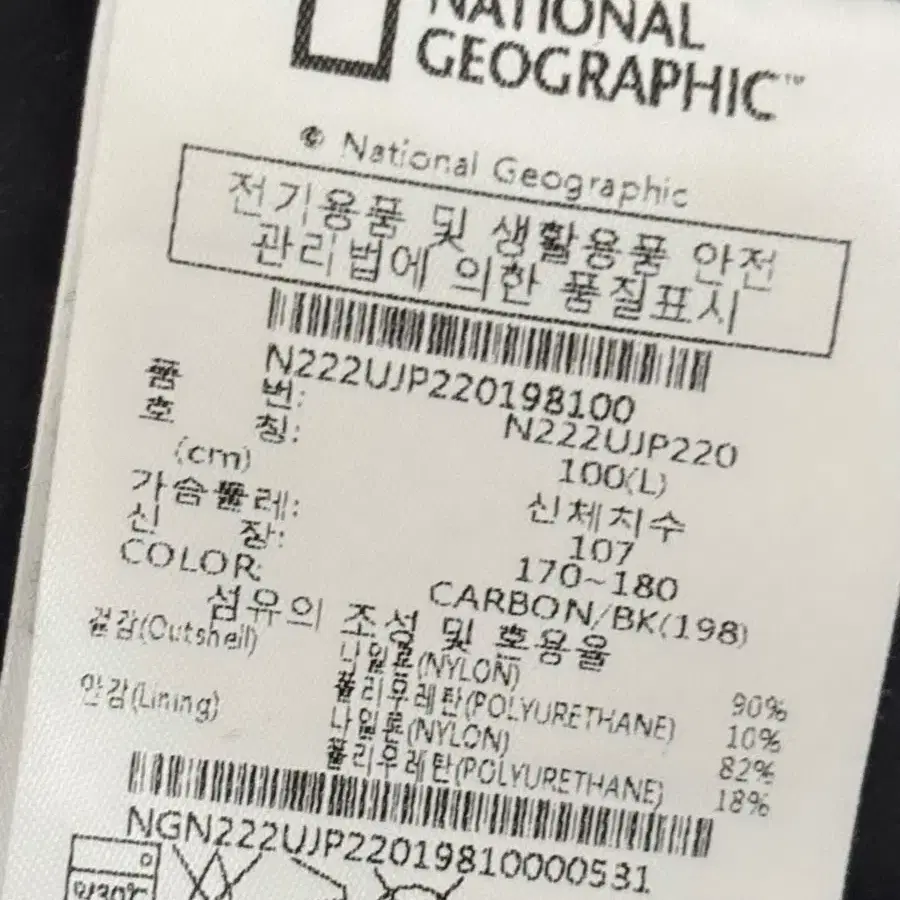 NATIONAL
GEOGRAPHIC™
© National Geographic
전기용품 및 생활용품 안전
관리법에 의한 품질표시
N222UJP220198100
품 번: N222UJP220
호 칭: 100(L)
(cm) 신체치수
가슴둘레: 107
신 장: 170~180
COLOR: CARBON/BK(198)
섬유의 조성 및 혼용율
겉감(Outshell) 나일론(NYLON) 90%
폴리우레탄(POLYURETHANE) 10%
안감(Lining) 나일론(NYLON) 82%
폴리우레탄(POLYURETHANE) 18%
NGN222UJP22019810000531